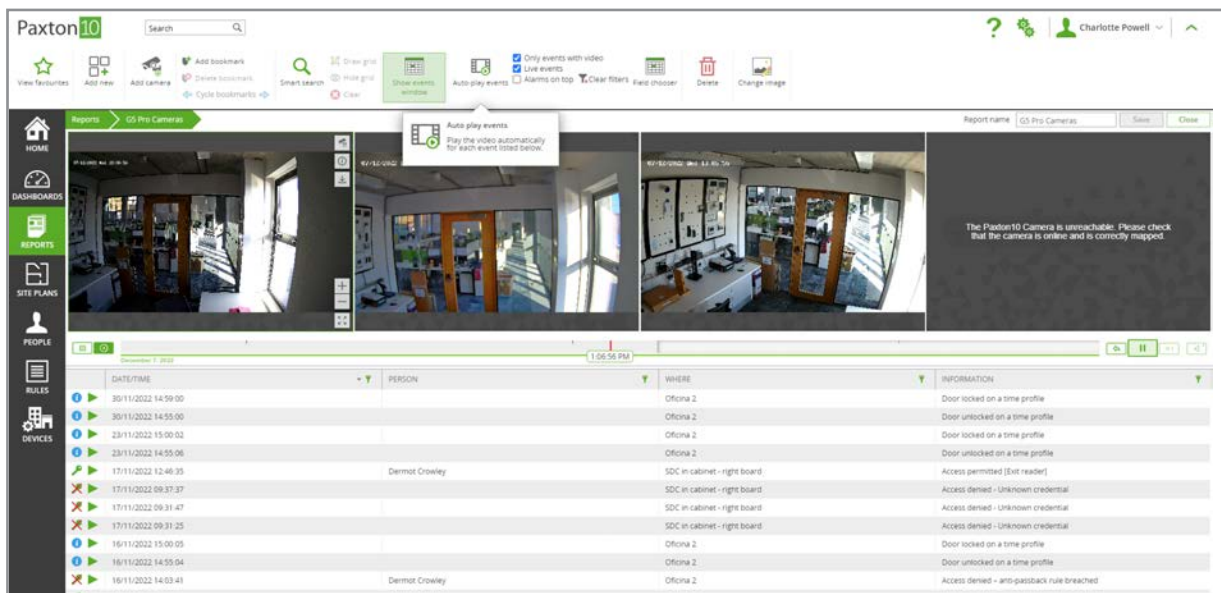 Paxton 10
Search
Charlotte Powell
View favourites
Add new
Add camera
Add bookmark
Delete bookmark
Cycle bookmarks
Smart search
Draw grid
Hide grid
Clear
Show events window
Auto play events
Only events with video
Live events
Alarms on top
Clear filters
Field chooser
Delete
Change image
Reports
GS Pro Cameras
Auto play events
Play the video automatically
for each event listed below.
Report name
GS Pro Cameras
Save
Close
HOME
DASHBOARDS
REPORTS
SITE PLANS
PEOPLE
RULES
DEVICES
The Paxton10 Camera is unreachable. Please check
that the camera is online and is correctly mapped.
December 7, 2022
1:06:56 PM
DATE/TIME PERSON WHERE INFORMATION
30/11/2022 14:59:00 Oficina 2 Door locked on a time profile
30/11/2022 14:55:00 Oficina 2 Door unlocked on a time profile
23/11/2022 15:00:02 Oficina 2 Door locked on a time profile
23/11/2022 14:55:06 Oficina 2 Door unlocked on a time profile
17/11/2022 12:46:35 Dermot Crowley SDC in cabinet - right board Access permitted [Exit reader]
17/11/2022 09:37:37 SDC in cabinet - right board Access denied - Unknown credential
17/11/2022 09:31:47 SDC in cabinet - right board Access denied - Unknown credential
17/11/2022 09:31:25 SDC in cabinet - right board Access denied - Unknown credential
16/11/2022 15:00:05 Oficina 2 Door locked on a time profile
16/11/2022 14:55:04 Oficina 2 Door unlocked on a time profile
16/11/2022 14:03:41 Dermot Crowley Oficina 2 Access denied – anti-passback rule breached